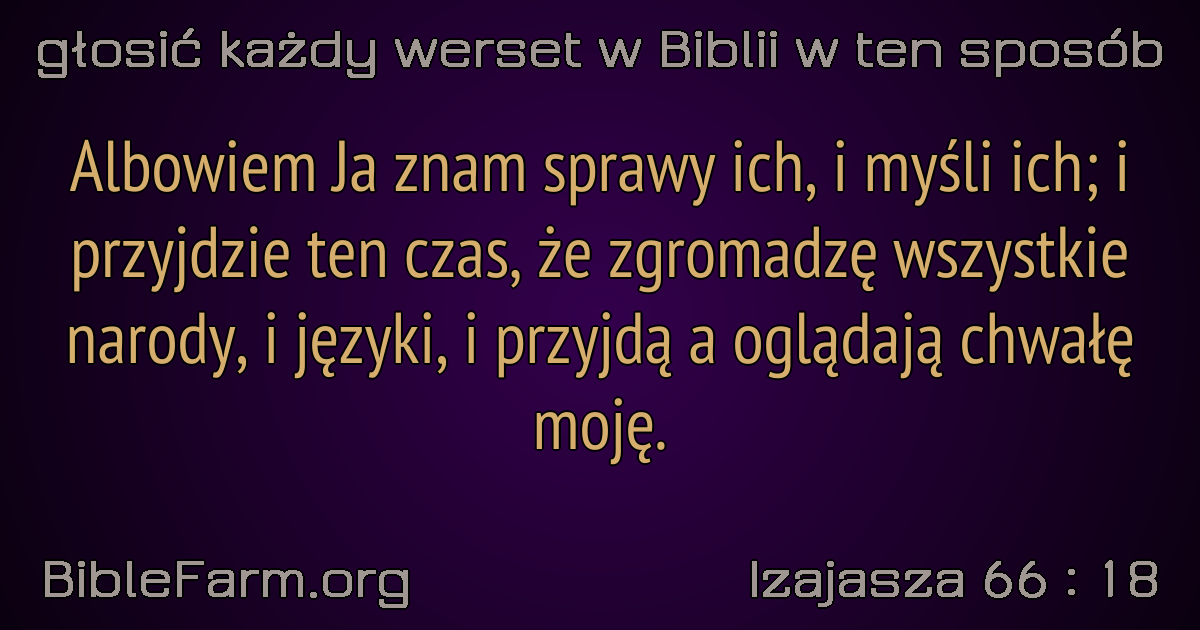 głosić każdy werset w Biblii w ten sposób
Albowiem Ja znam sprawy ich, i myśli ich; i
przyjdzie ten czas, że zgromadzę wszystkie
narody, i języki, i przyjdą a oglądają chwałę
moję.
BibleFarm.org
Izajasza 66 : 18